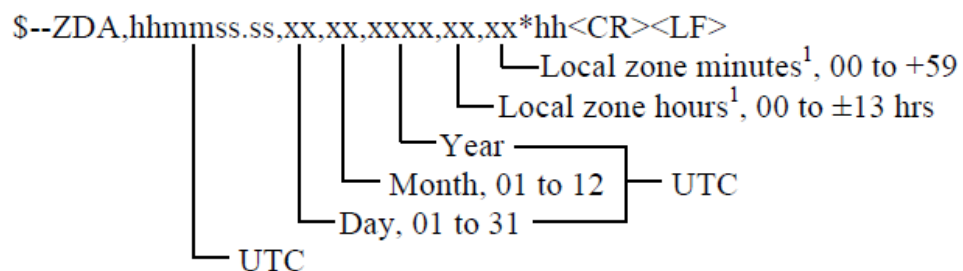 $--ZDA,hhmmss.ss,xx,xx,xxxx,xx,xx*hh<CR><LF>
Local zone minutes¹, 00 to +59
Local zone hours¹, 00 to ±13 hrs
Year
Month, 01 to 12 UTC
Day, 01 to 31
UTC